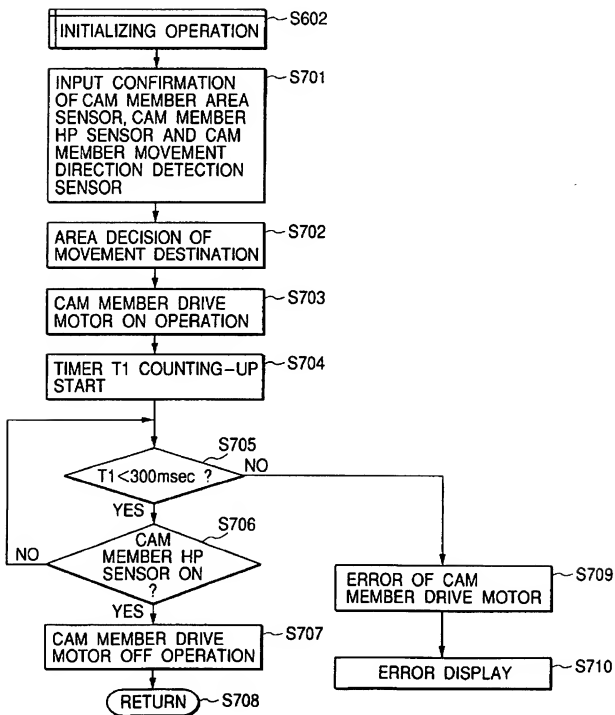 INITIALIZING OPERATION
S602
INPUT CONFIRMATION
OF CAM MEMBER AREA
SENSOR, CAM MEMBER
HP SENSOR AND CAM
MEMBER MOVEMENT
DIRECTION DETECTION
SENSOR
S701
AREA DECISION OF
MOVEMENT DESTINATION
S702
CAM MEMBER DRIVE
MOTOR ON OPERATION
S703
TIMER T1 COUNTING-UP
START
S704
T1<300msec ?
S705
NO
YES
CAM
MEMBER HP
SENSOR ON
?
S706
NO
YES
CAM MEMBER DRIVE
MOTOR OFF OPERATION
S707
RETURN
S708
ERROR OF CAM
MEMBER DRIVE MOTOR
S709
ERROR DISPLAY
S710